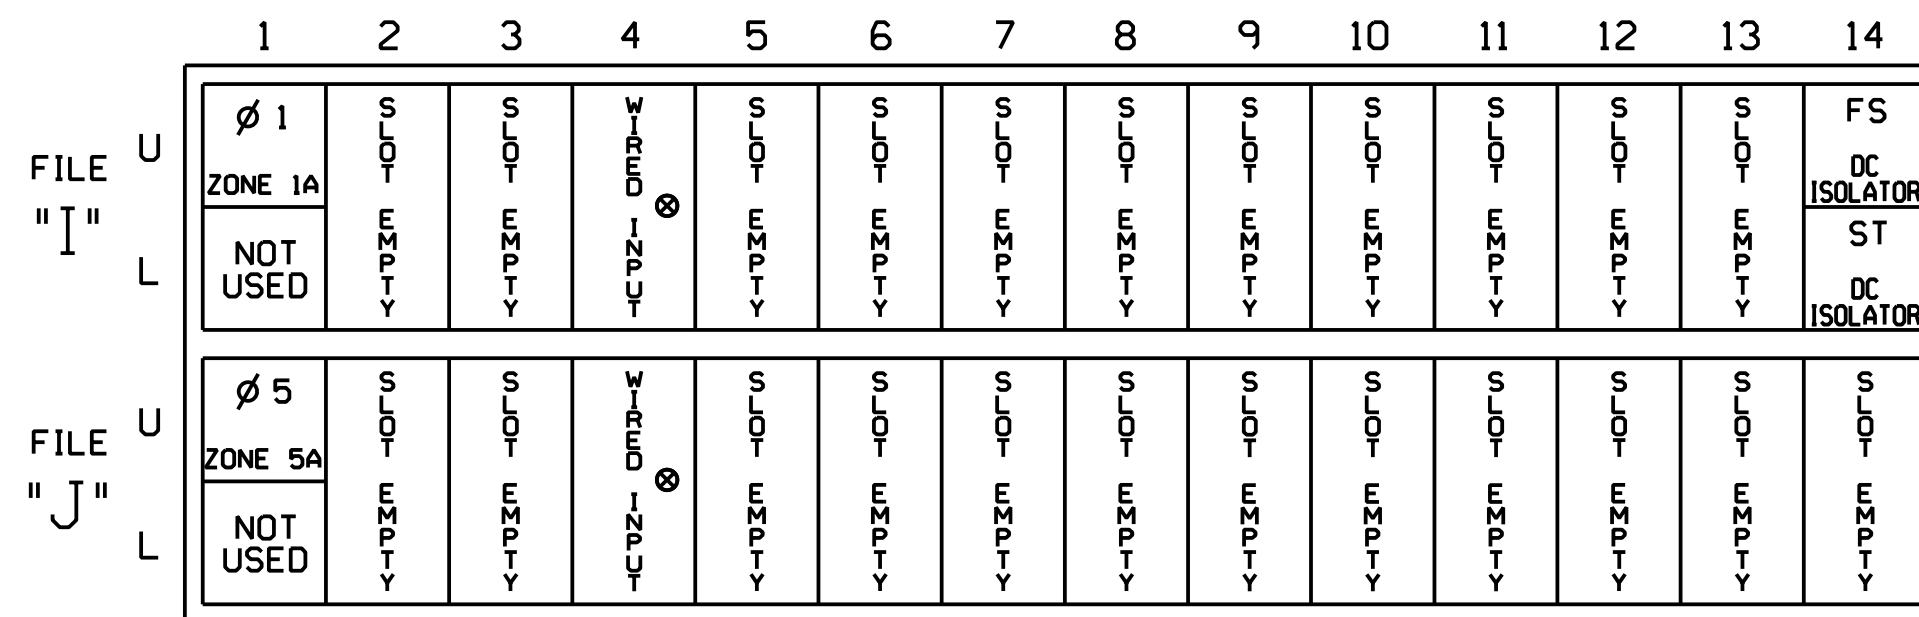 1 2 3 4 5 6 7 8 9 10 11 12 13 14
FILE
"I"
U
L
Ø 1
ZONE 1A
NOT
USED
SLOT EMPTY
SLOT EMPTY
WIRED INPUT
SLOT EMPTY
SLOT EMPTY
SLOT EMPTY
SLOT EMPTY
SLOT EMPTY
SLOT EMPTY
SLOT EMPTY
SLOT EMPTY
SLOT EMPTY
FS
DC
ISOLATOR
ST
DC
ISOLATOR
FILE
"J"
U
L
Ø 5
ZONE 5A
NOT
USED
SLOT EMPTY
SLOT EMPTY
WIRED INPUT
SLOT EMPTY
SLOT EMPTY
SLOT EMPTY
SLOT EMPTY
SLOT EMPTY
SLOT EMPTY
SLOT EMPTY
SLOT EMPTY
SLOT EMPTY
SLOT EMPTY